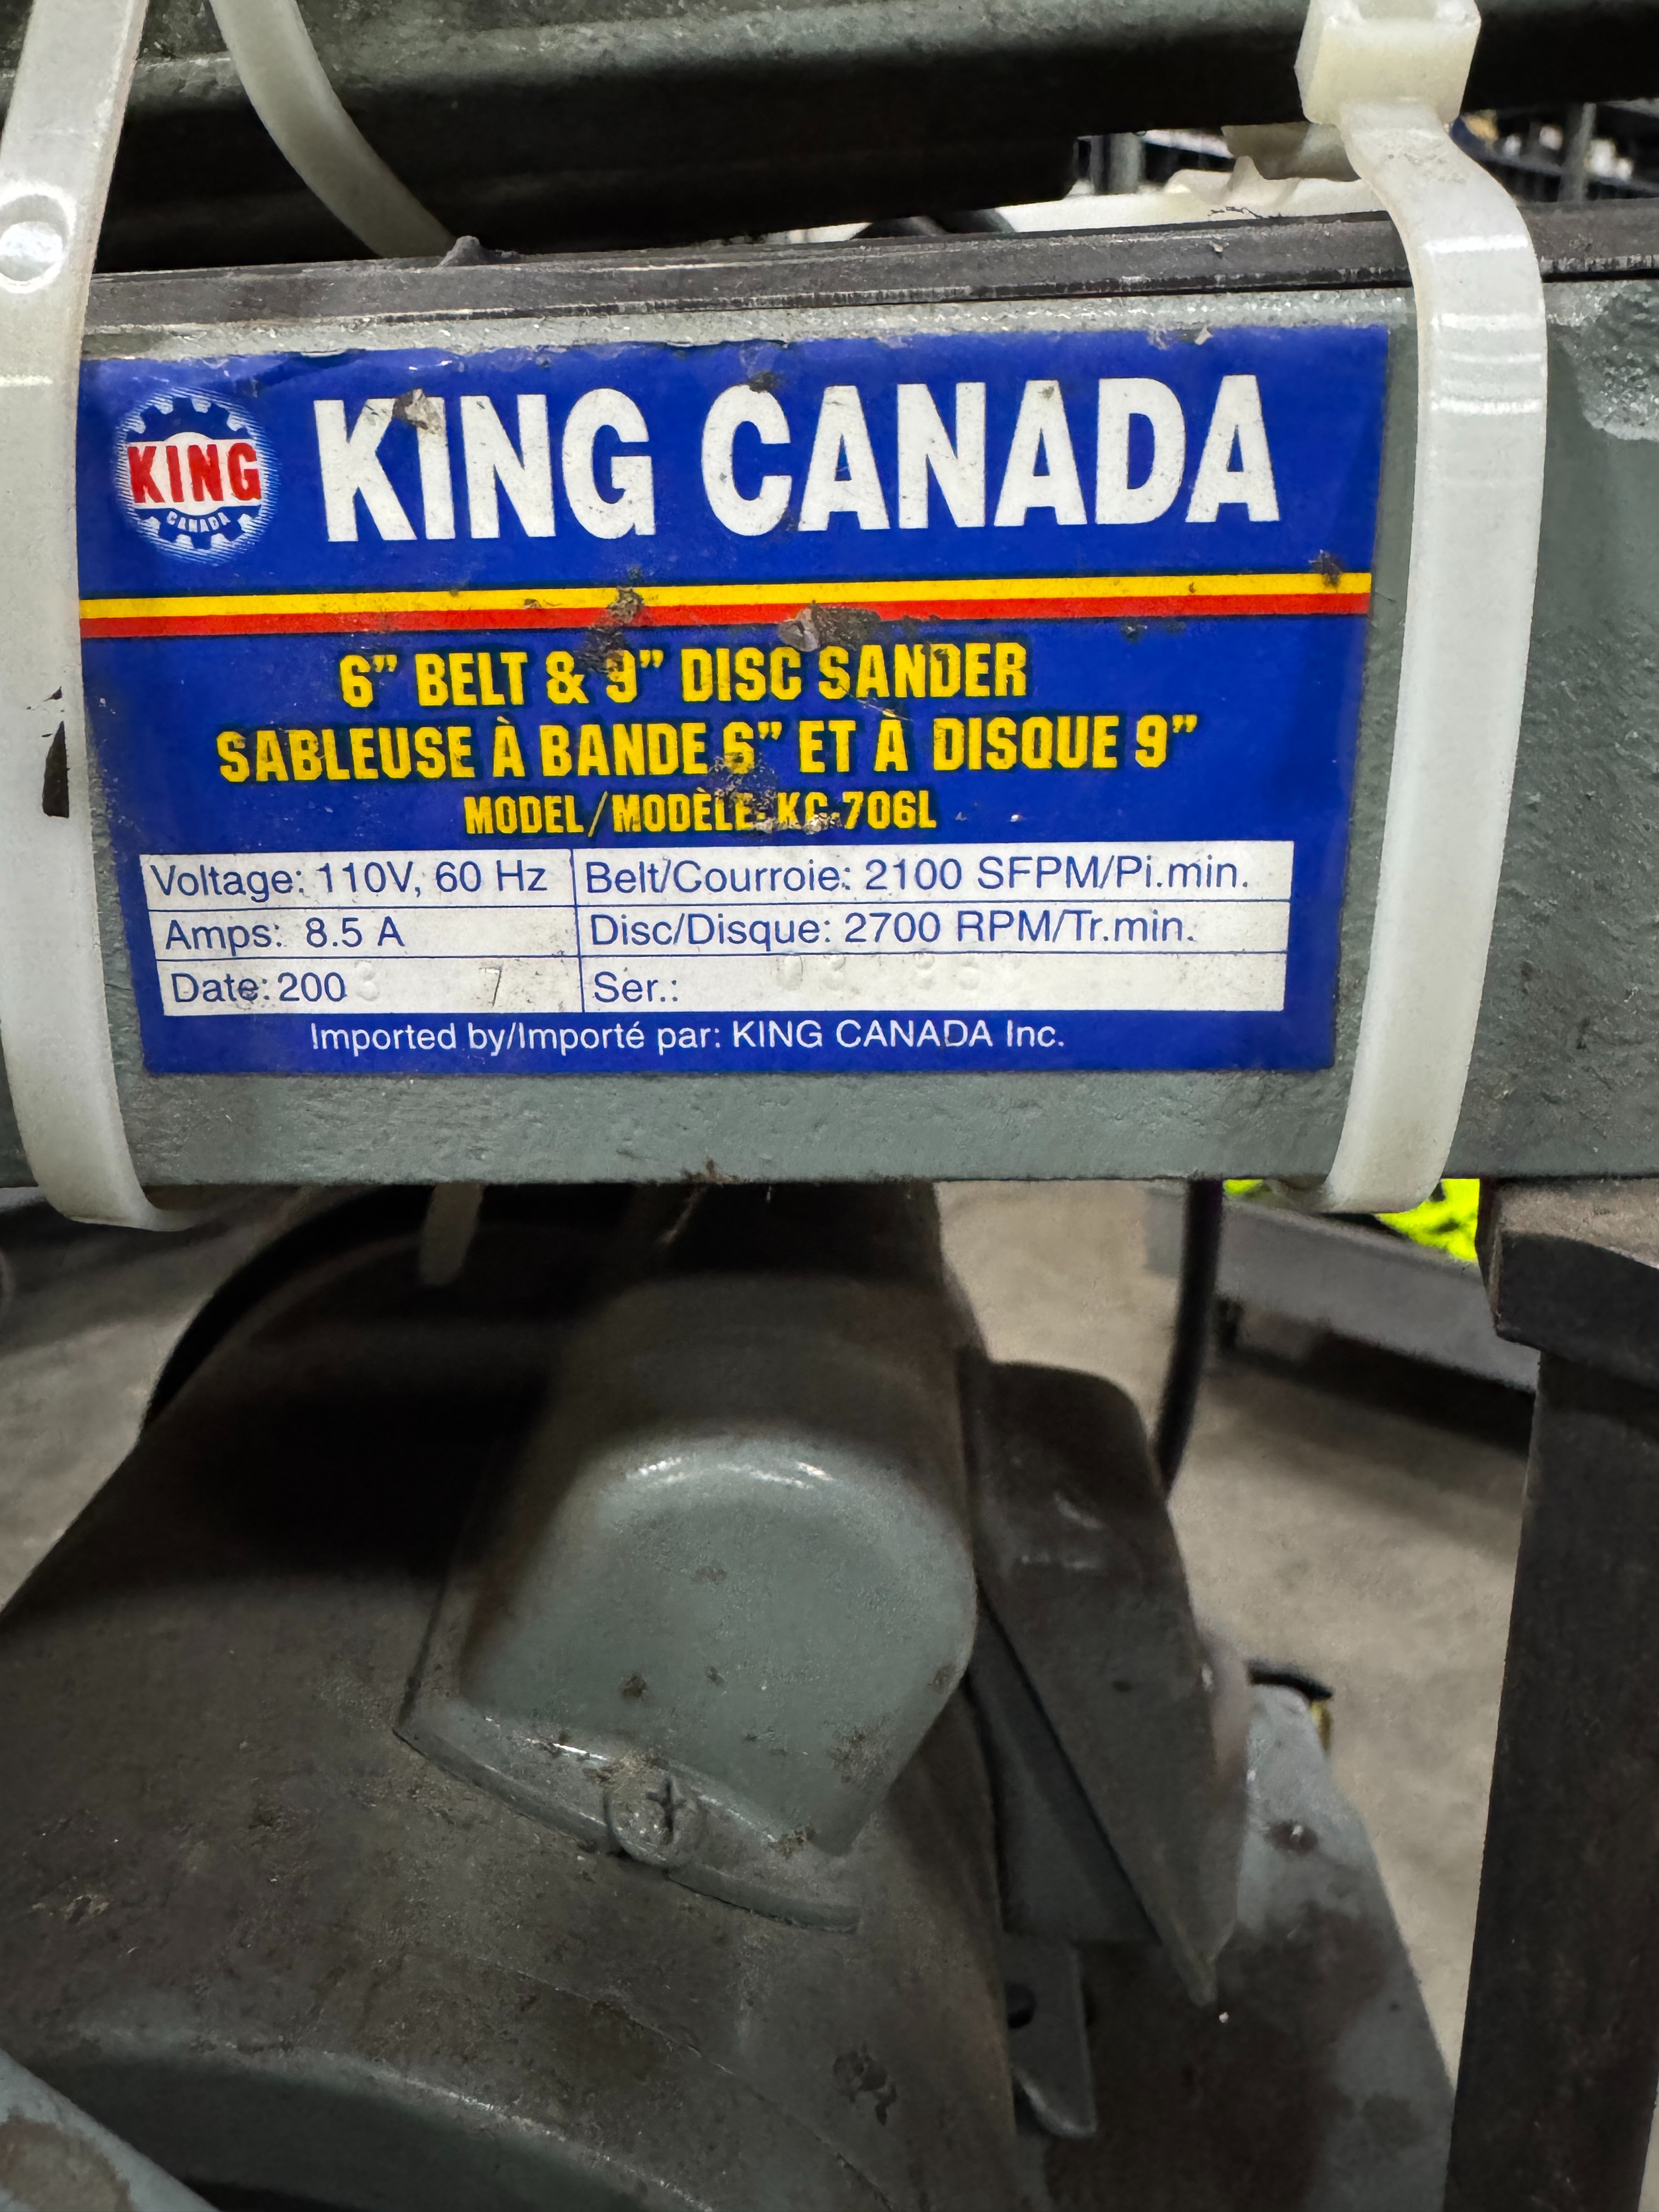 KING
CANADA
KING CANADA
6” BELT & 9” DISC SANDER
SABLEUSE À BANDE 6” ET À DISQUE 9”
MODEL/MODÈLE: KC-706L
Voltage: 110V, 60 Hz
Belt/Courroie: 2100 SFPM/Pi.min.
Amps: 8.5 A
Disc/Disque: 2700 RPM/Tr.min.
Date: 2003 7
Ser.:
Imported by/Importé par: KING CANADA Inc.